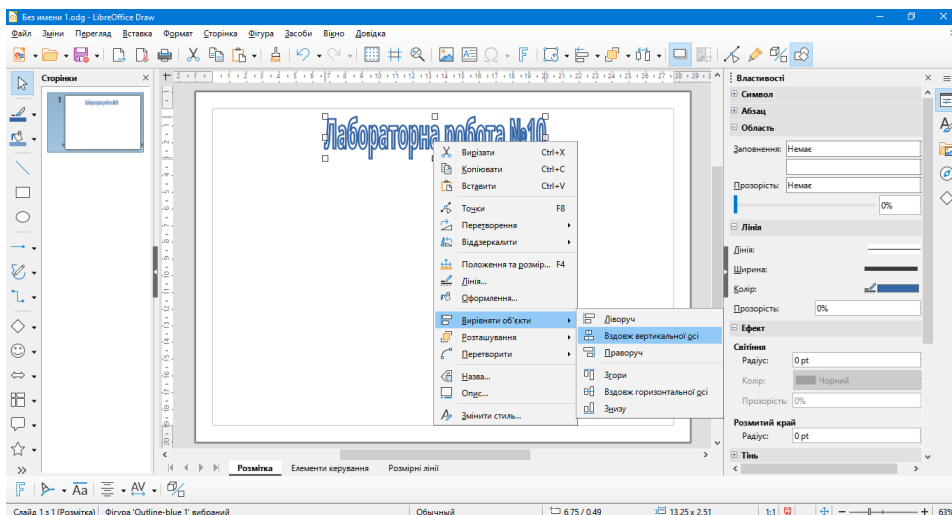 Без имени 1.odg - LibreOffice Draw
Файл Зміни Перегляд Вставка Формат Сторінка Фігура Засоби Вікно Довідка
Сторінки
1
Лабораторна робота №10
Вирізати Ctrl+X
Копіювати Ctrl+C
Вставити Ctrl+V
Точки F8
Перетворення
Віддзеркалити
Положення та розмір... F4
Лінія...
Оформлення...
Вирівняти об'єкти
Розташування
Перетворити
Назва...
Опис...
Змінити стиль...
Ліворуч
Вздовж вертикальної осі
Праворуч
Згори
Вздовж горизонтальної осі
Знизу
Властивості
Символ
Абзац
Область
Заповнення: Немає
Прозорість: Немає
0%
Лінія
Лінія:
Ширина:
Колір:
Прозорість: 0%
Ефект
Світіння
Радіус: 0 pt
Колір: Чорний
Прозорість: 0%
Розмитий край
Радіус: 0 pt
Тінь
Розмітка Елементи керування Розмірні лінії
Слайд 1 з 1 (Розмітка) Фігура 'Outline-blue 1' вибраний Обычный 6.75 / 0.49 13.25 x 2.51 1:1 63%